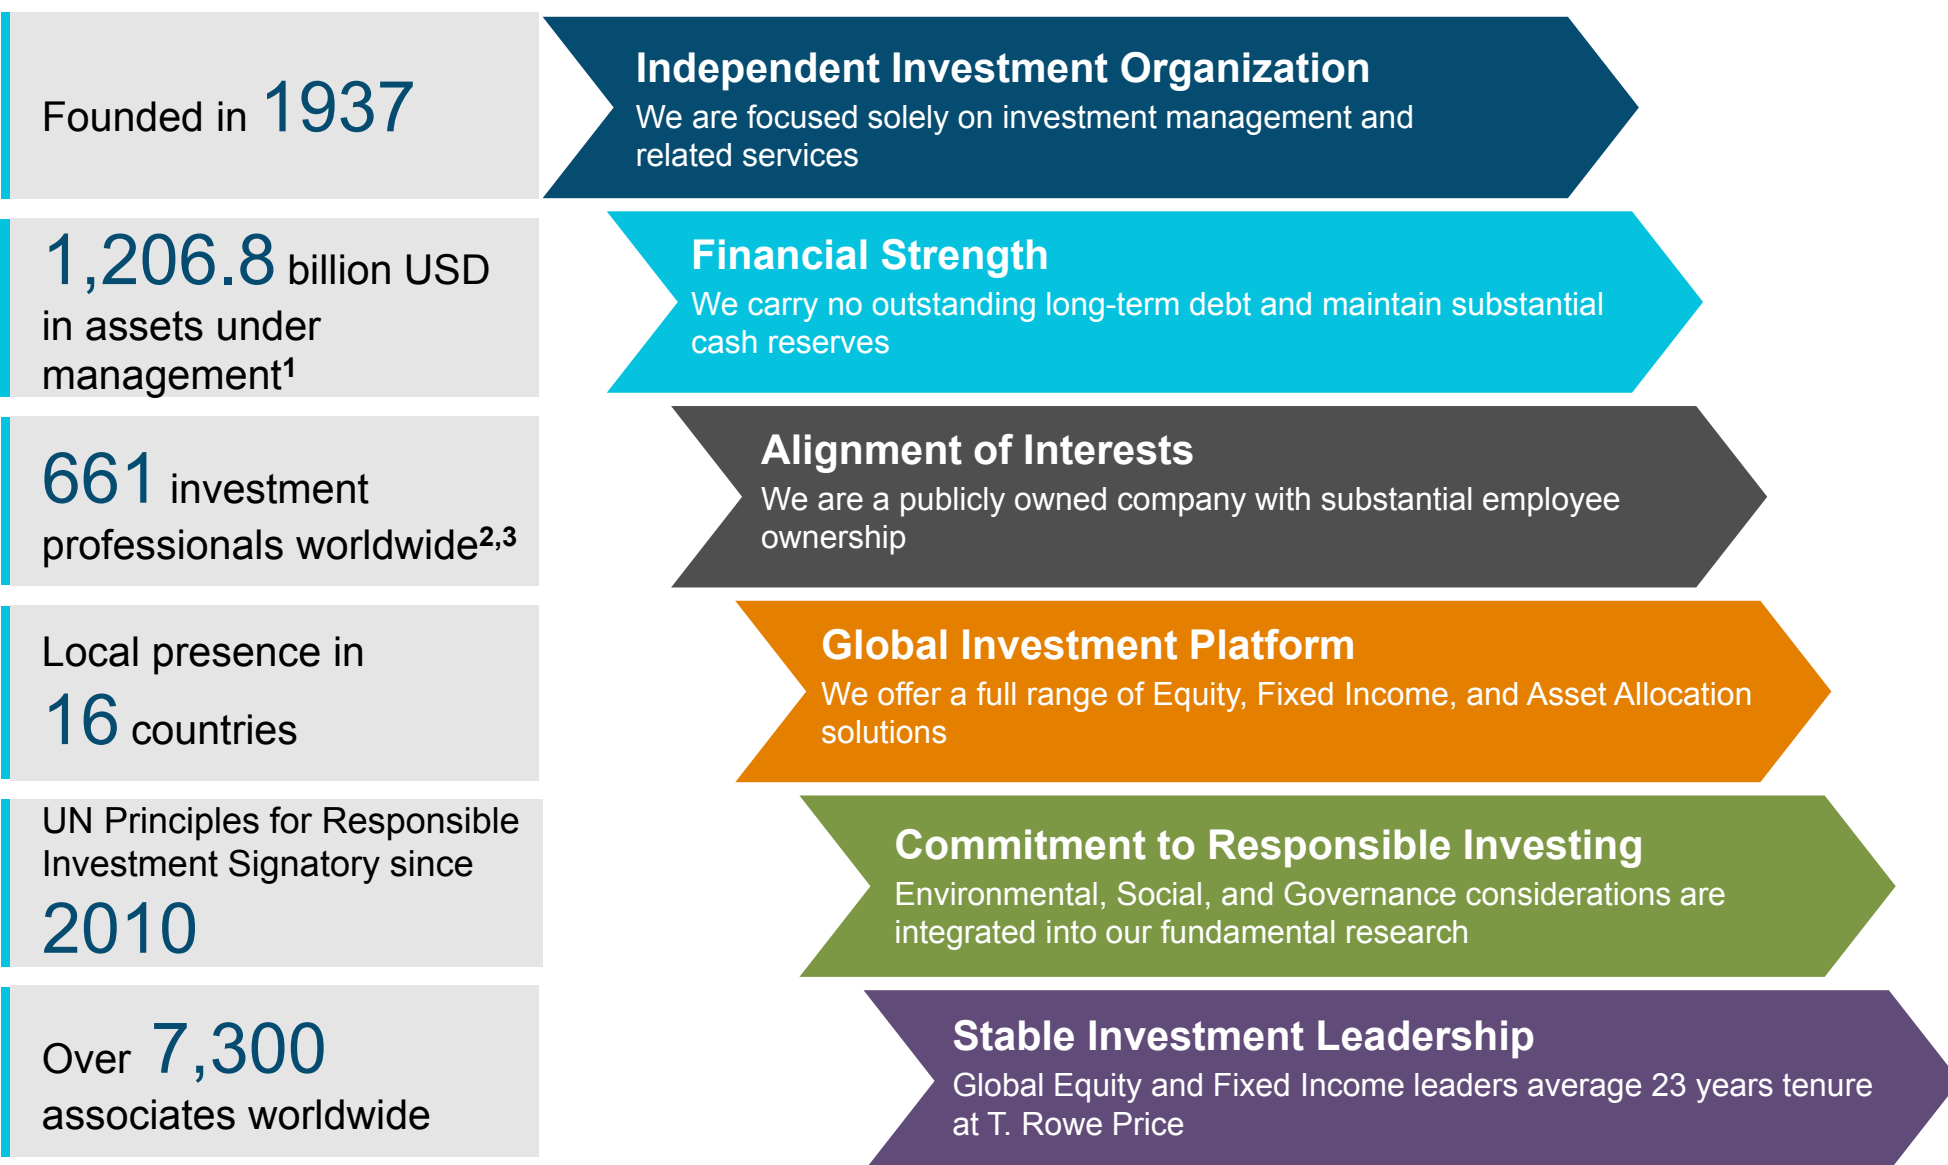 Founded in 1937
Independent Investment Organization
We are focused solely on investment management and
related services
1,206.8 billion USD
in assets under
management1
Financial Strength
We carry no outstanding long-term debt and maintain substantial
cash reserves
661 investment
professionals worldwide2,3
Alignment of Interests
We are a publicly owned company with substantial employee
ownership
Local presence in
16 countries
Global Investment Platform
We offer a full range of Equity, Fixed Income, and Asset Allocation
solutions
UN Principles for Responsible
Investment Signatory since
2010
Commitment to Responsible Investing
Environmental, Social, and Governance considerations are
integrated into our fundamental research
Over 7,300
associates worldwide
Stable Investment Leadership
Global Equity and Fixed Income leaders average 23 years tenure
at T. Rowe Price